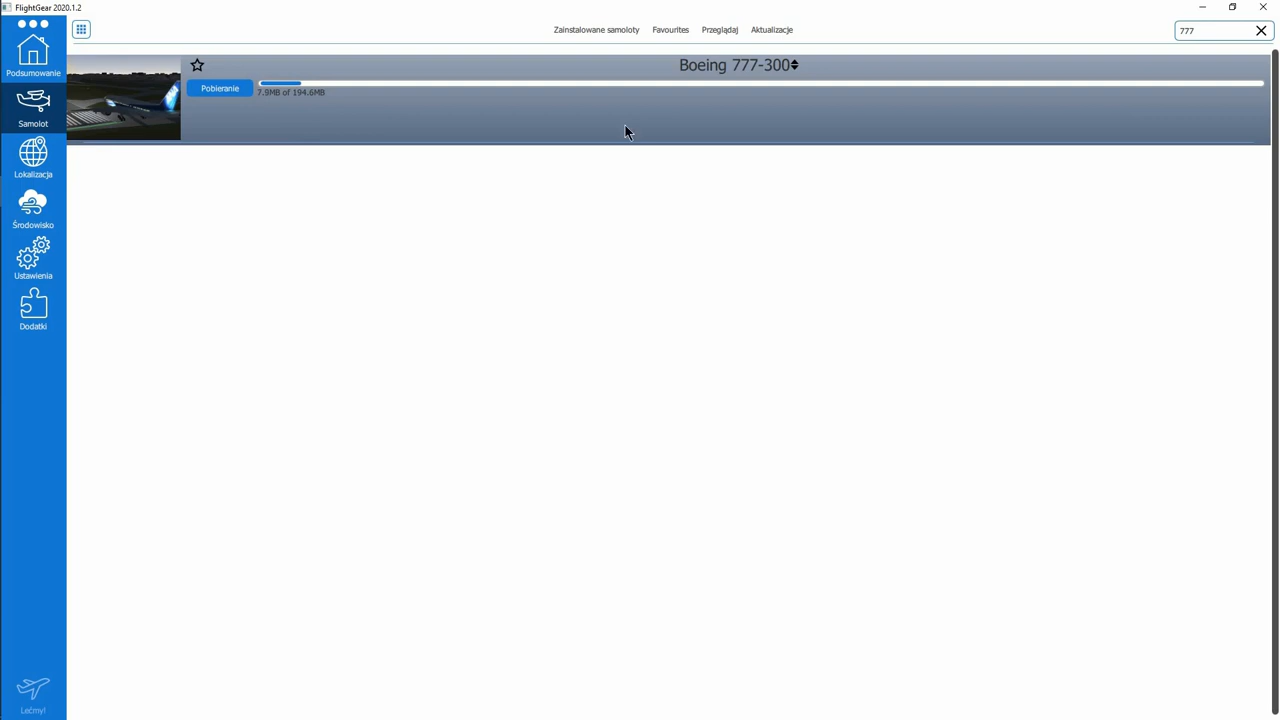 FlightGear 2020.1.2
Podsumowanie
Samolot
Lokalizacja
Środowisko
Ustawienia
Dodatki
Lećmy!
Zainstalowane samoloty Favourites Przeglądaj Aktualizacje
777
Boeing 777-300
Pobieranie
7.9MB of 194.6MB